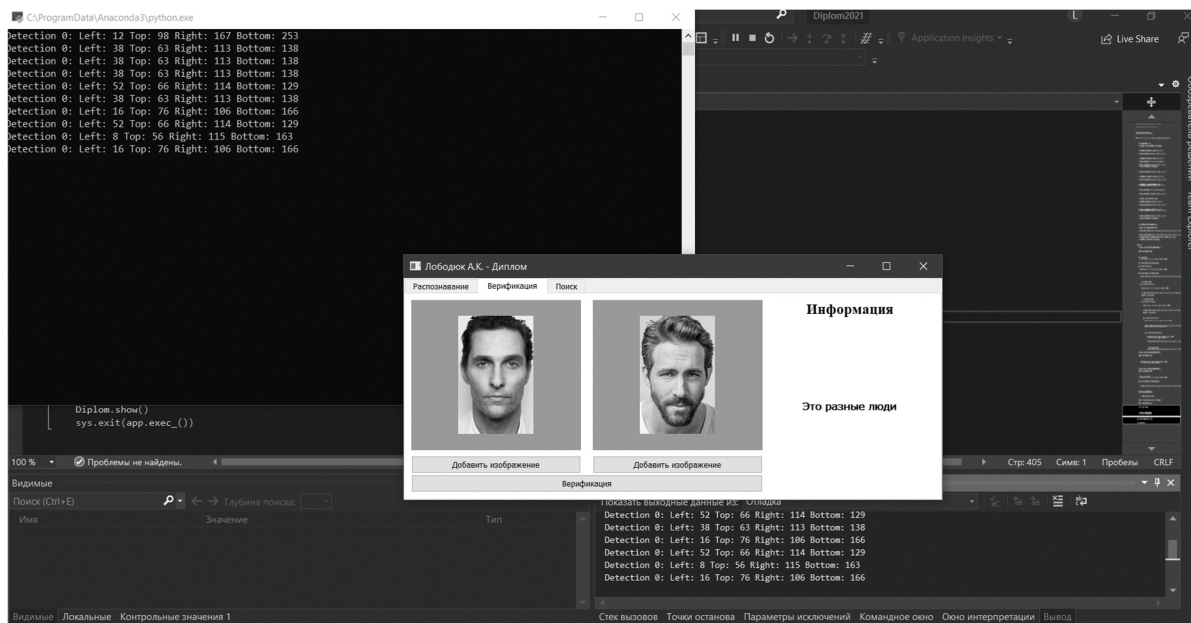 C:\ProgramData\Anaconda3\python.exe
Detection 0: Left: 12 Top: 98 Right: 167 Bottom: 253
Detection 0: Left: 38 Top: 63 Right: 113 Bottom: 138
Detection 0: Left: 38 Top: 63 Right: 113 Bottom: 138
Detection 0: Left: 38 Top: 63 Right: 113 Bottom: 138
Detection 0: Left: 52 Top: 66 Right: 114 Bottom: 129
Detection 0: Left: 38 Top: 63 Right: 113 Bottom: 138
Detection 0: Left: 16 Top: 76 Right: 106 Bottom: 166
Detection 0: Left: 52 Top: 66 Right: 114 Bottom: 129
Detection 0: Left: 8 Top: 56 Right: 115 Bottom: 163
Detection 0: Left: 16 Top: 76 Right: 106 Bottom: 166
Diplom2021
L
Application Insights
Live Share
Обозреватель решений
Team Explorer
Лободюк А.К. - Диплом
Распознавание Верификация Поиск
Информация
Это разные люди
Добавить изображение Добавить изображение
Верификация
Diplom.show()
sys.exit(app.exec_())
100 % Проблемы не найдены.
Стр: 405 Симв: 1 Пробелы CRLF
Видимые
Поиск (Ctrl+E) Глубина поиска:
Имя Значение Тип
Показать выходные данные из: Отладка
Detection 0: Left: 52 Top: 66 Right: 114 Bottom: 129
Detection 0: Left: 38 Top: 63 Right: 113 Bottom: 138
Detection 0: Left: 16 Top: 76 Right: 106 Bottom: 166
Detection 0: Left: 52 Top: 66 Right: 114 Bottom: 129
Detection 0: Left: 8 Top: 56 Right: 115 Bottom: 163
Detection 0: Left: 16 Top: 76 Right: 106 Bottom: 166
Видимые Локальные Контрольные значения 1
Стек вызовов Точки останова Параметры исключений Командное окно Окно интерпретации Вывод